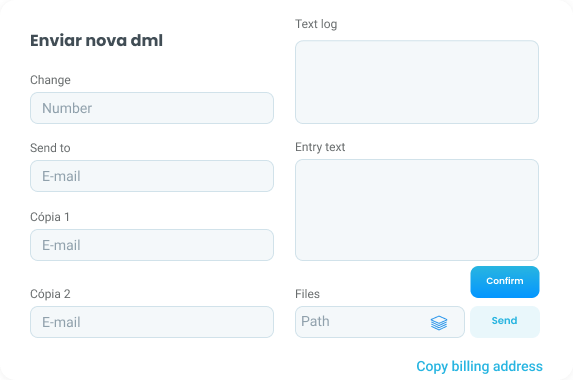 Enviar nova dml
Change
Number
Send to
E-mail
Cópia 1
E-mail
Cópia 2
E-mail
Text log
Entry text
Confirm
Files
Path
Send
Copy billing address